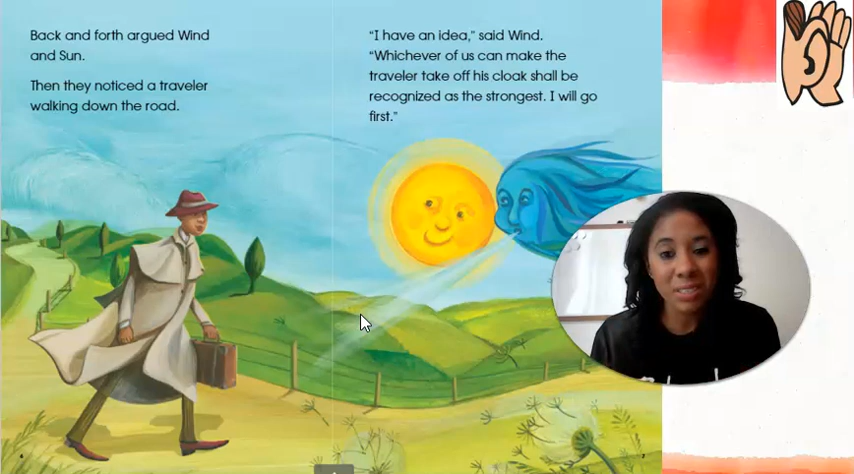 Back and forth argued Wind
and Sun.
Then they noticed a traveler
walking down the road.
“I have an idea,” said Wind.
“Whichever of us can make the
traveler take off his cloak shall be
recognized as the strongest. I will go
first.”
6
7